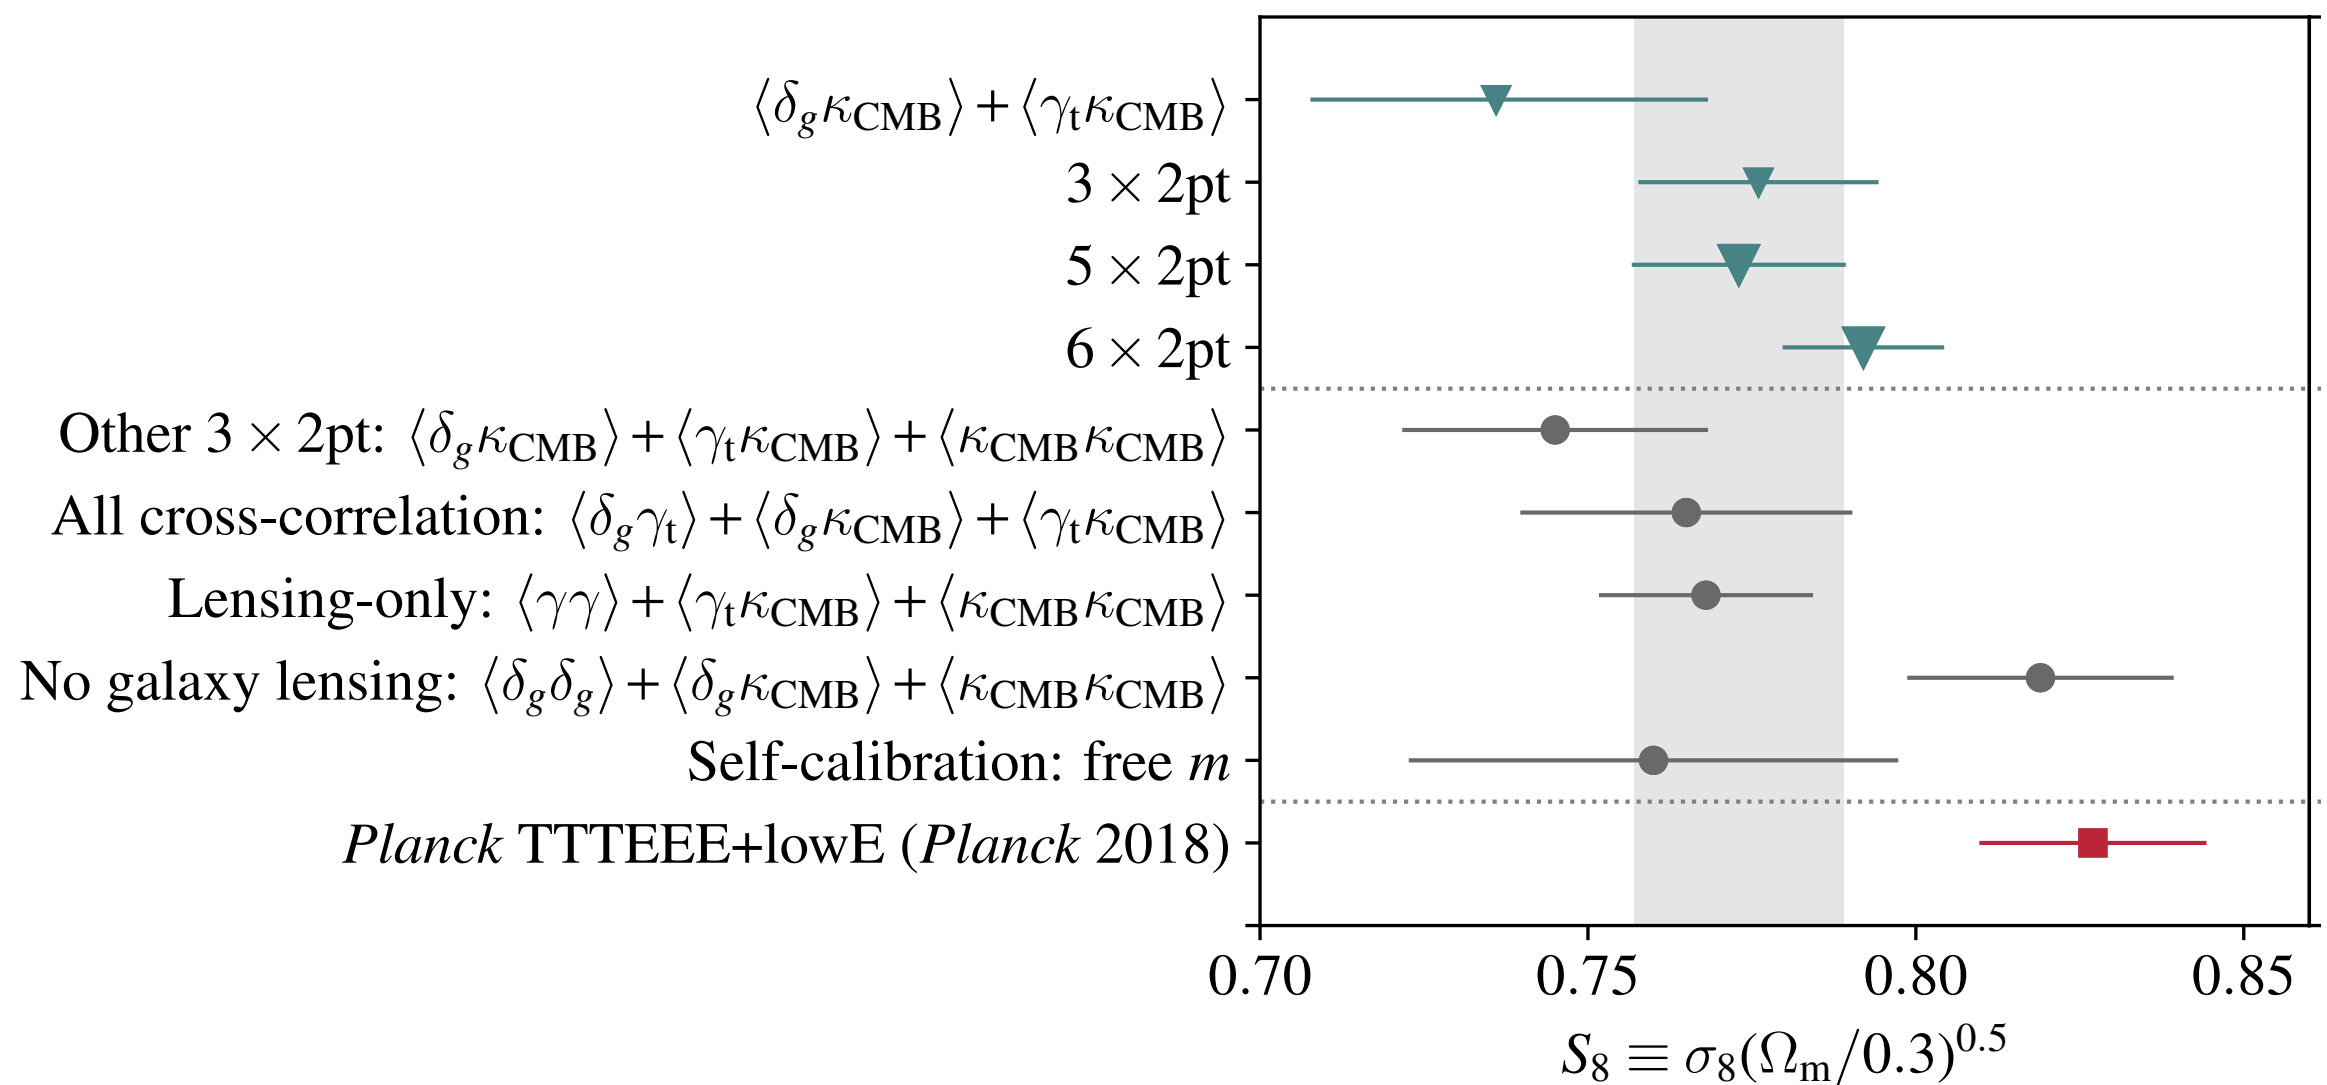 ⟨δ_g κ_CMB⟩ + ⟨γ_t κ_CMB⟩
3 × 2pt
5 × 2pt
6 × 2pt
Other 3 × 2pt: ⟨δ_g κ_CMB⟩ + ⟨γ_t κ_CMB⟩ + ⟨κ_CMB κ_CMB⟩
All cross-correlation: ⟨δ_g γ_t⟩ + ⟨δ_g κ_CMB⟩ + ⟨γ_t κ_CMB⟩
Lensing-only: ⟨γγ⟩ + ⟨γ_t κ_CMB⟩ + ⟨κ_CMB κ_CMB⟩
No galaxy lensing: ⟨δ_g δ_g⟩ + ⟨δ_g κ_CMB⟩ + ⟨κ_CMB κ_CMB⟩
Self-calibration: free m
Planck TTTEEE+lowE (Planck 2018)
0.70 0.75 0.80 0.85
S_8 ≡ σ_8(Ω_m/0.3)^0.5